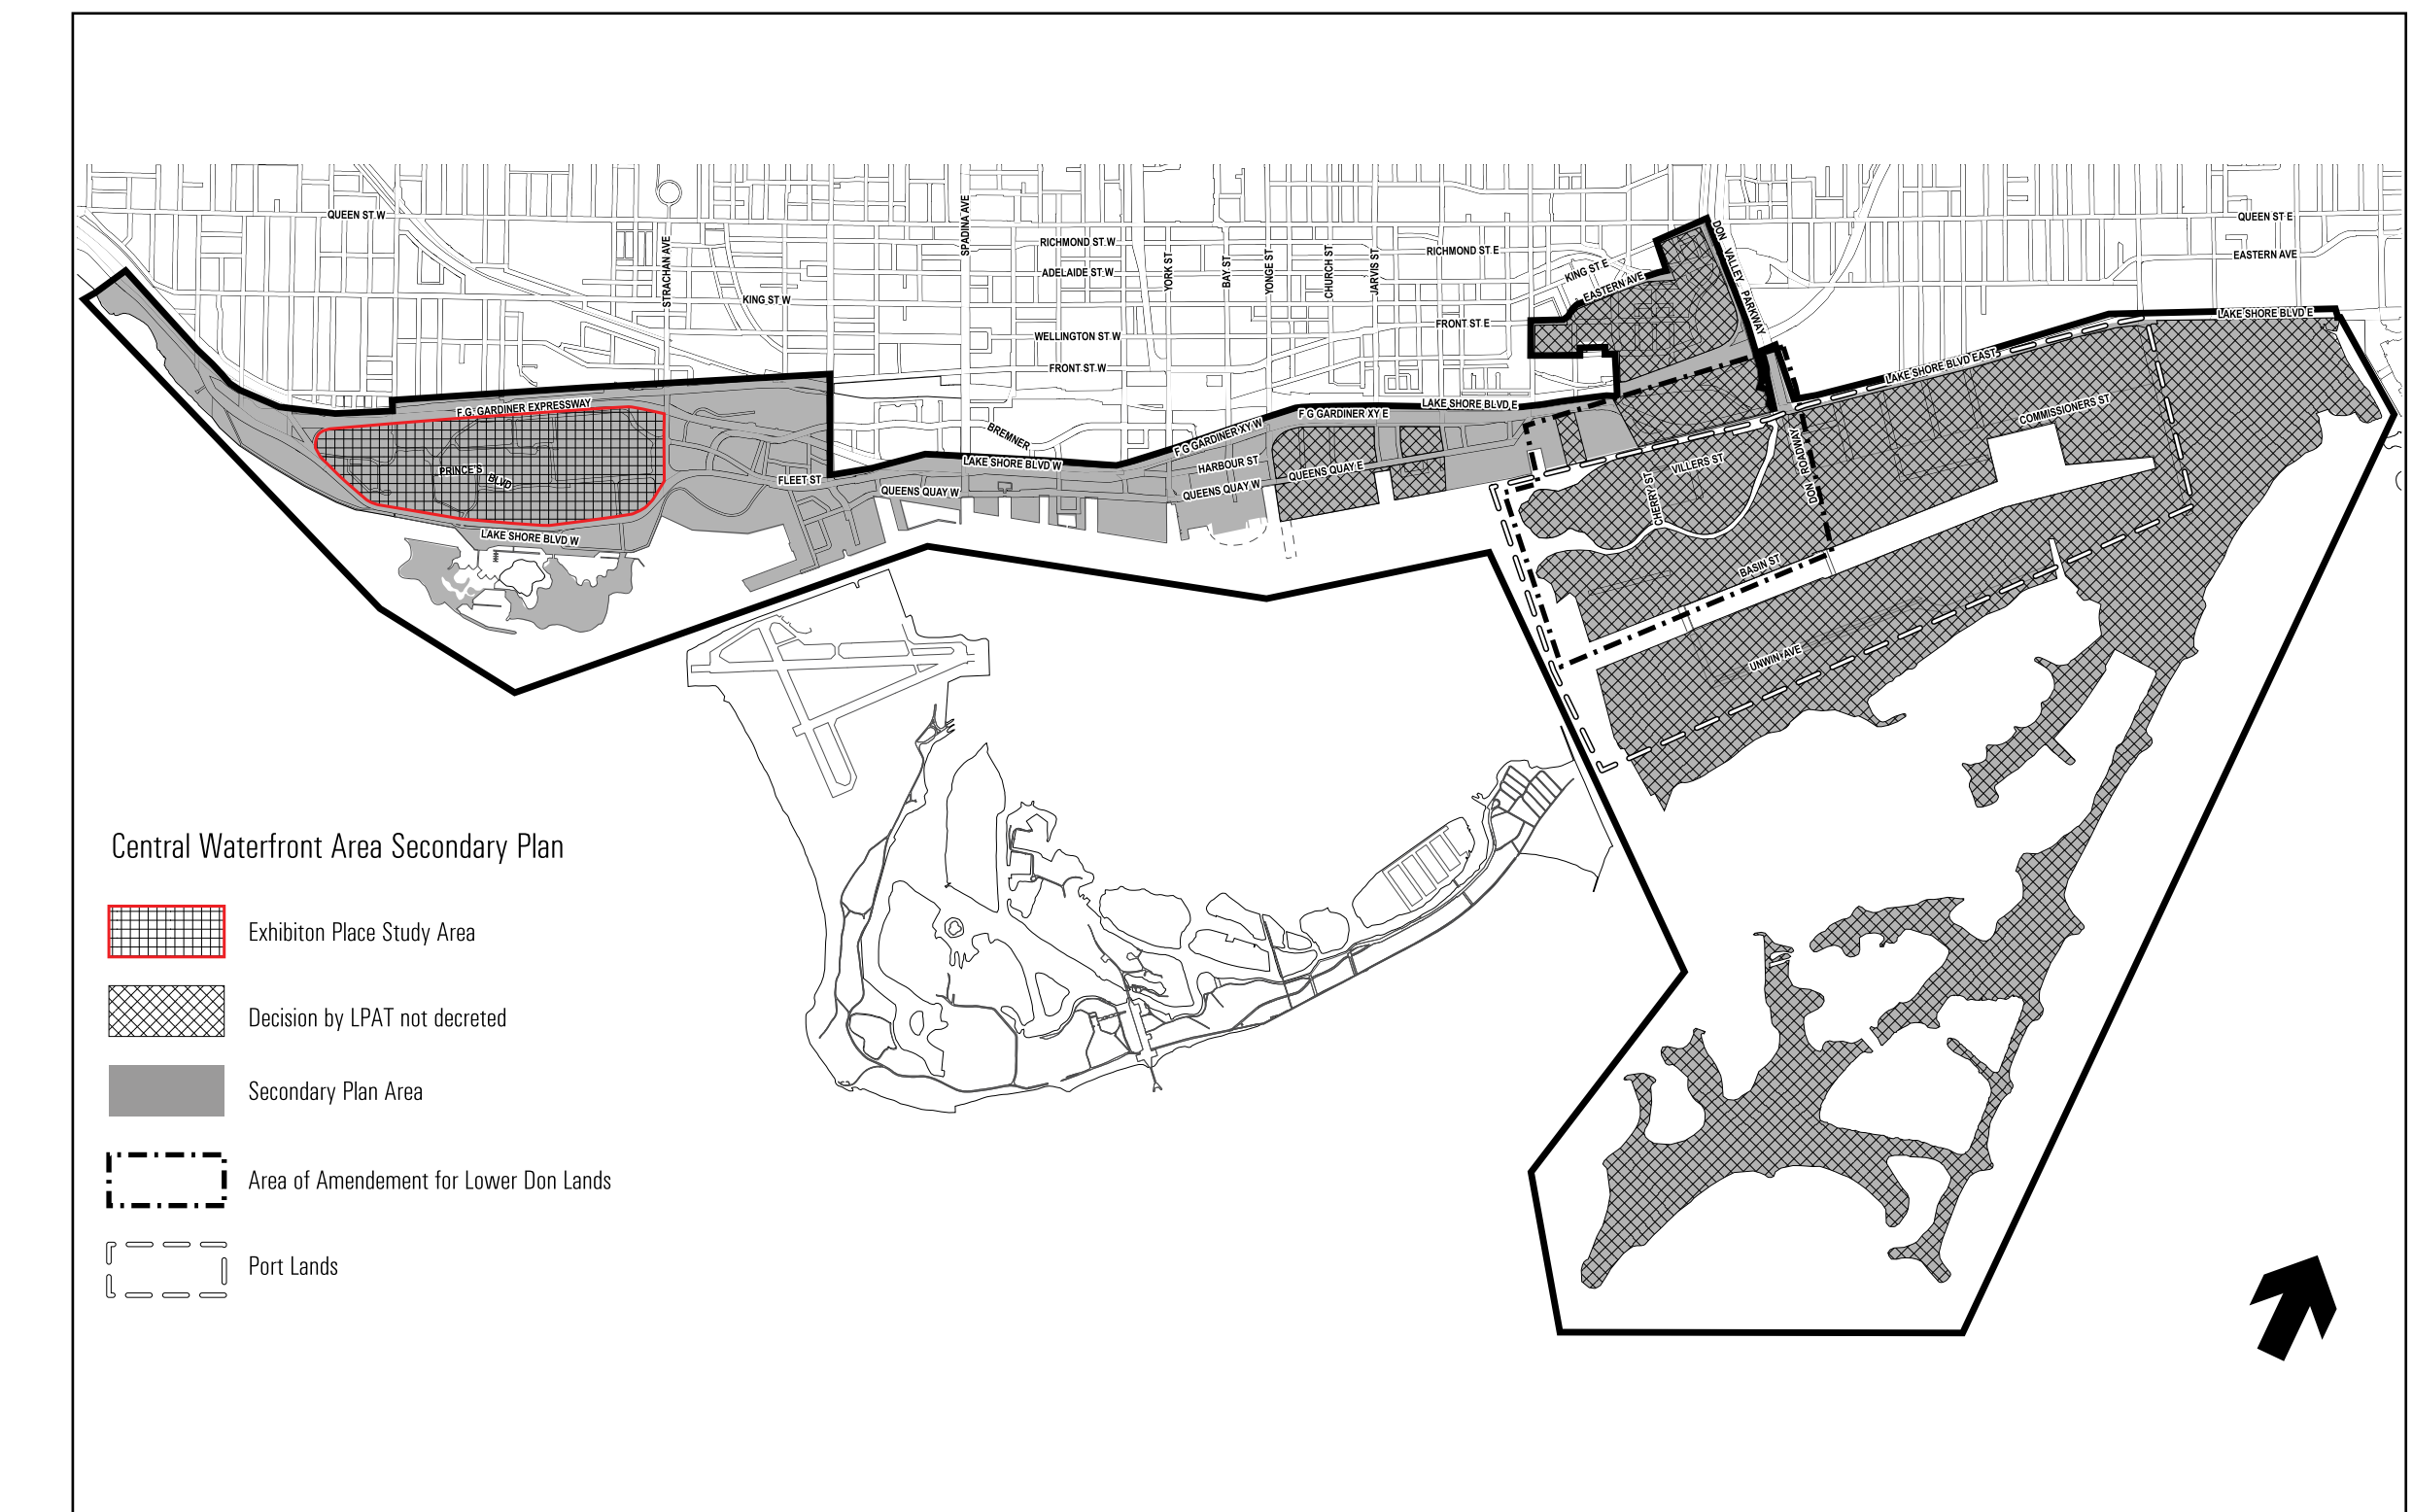 QUEEN ST W
QUEEN ST E
SPADINA AVE
STRACHAN AVE
RICHMOND ST W
RICHMOND ST E
ADELAIDE ST W
EASTERN AVE
YORK ST
BAY ST
YONGE ST
CHURCH ST
JARVIS ST
KING ST E
EASTERN AVE
DON VALLEY PARKWAY
KING ST W
WELLINGTON ST W
FRONT ST E
FRONT ST W
LAKE SHORE BLVD E
LAKE SHORE BLVD EAST
F.G. GARDINER EXPRESSWAY
F G GARDINER XY E
LAKE SHORE BLVD E
F G GARDINER XY W
BREMNER
COMMISSIONERS ST
PRINCE'S
BLVD
FLEET ST
LAKE SHORE BLVD W
HARBOUR ST
QUEENS QUAY E
QUEENS QUAY W
QUEENS QUAY W
VILLERS ST
CHERRY ST
DON ROADWAY
LAKE SHORE BLVD W
BASIN ST
UNWIN AVE
Central Waterfront Area Secondary Plan
Exhibiton Place Study Area
Decision by LPAT not decreted
Secondary Plan Area
Area of Amendement for Lower Don Lands
Port Lands